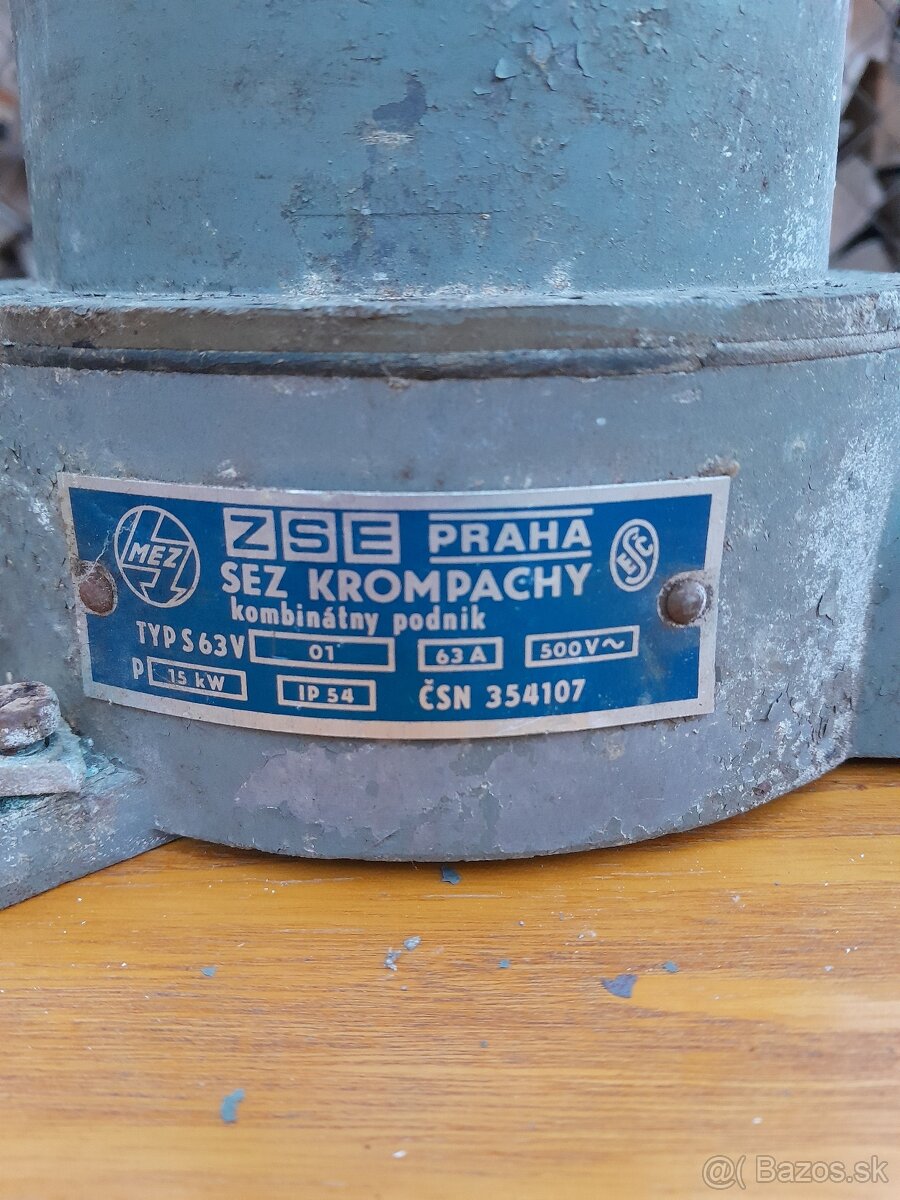 MEZ ZSE PRAHA ESČ
SEZ KROMPACHY
kombinátny podnik
TYP S63V 01 63 A 500 V~
P 15 kW IP 54 ČSN 354107
@( Bazos.sk